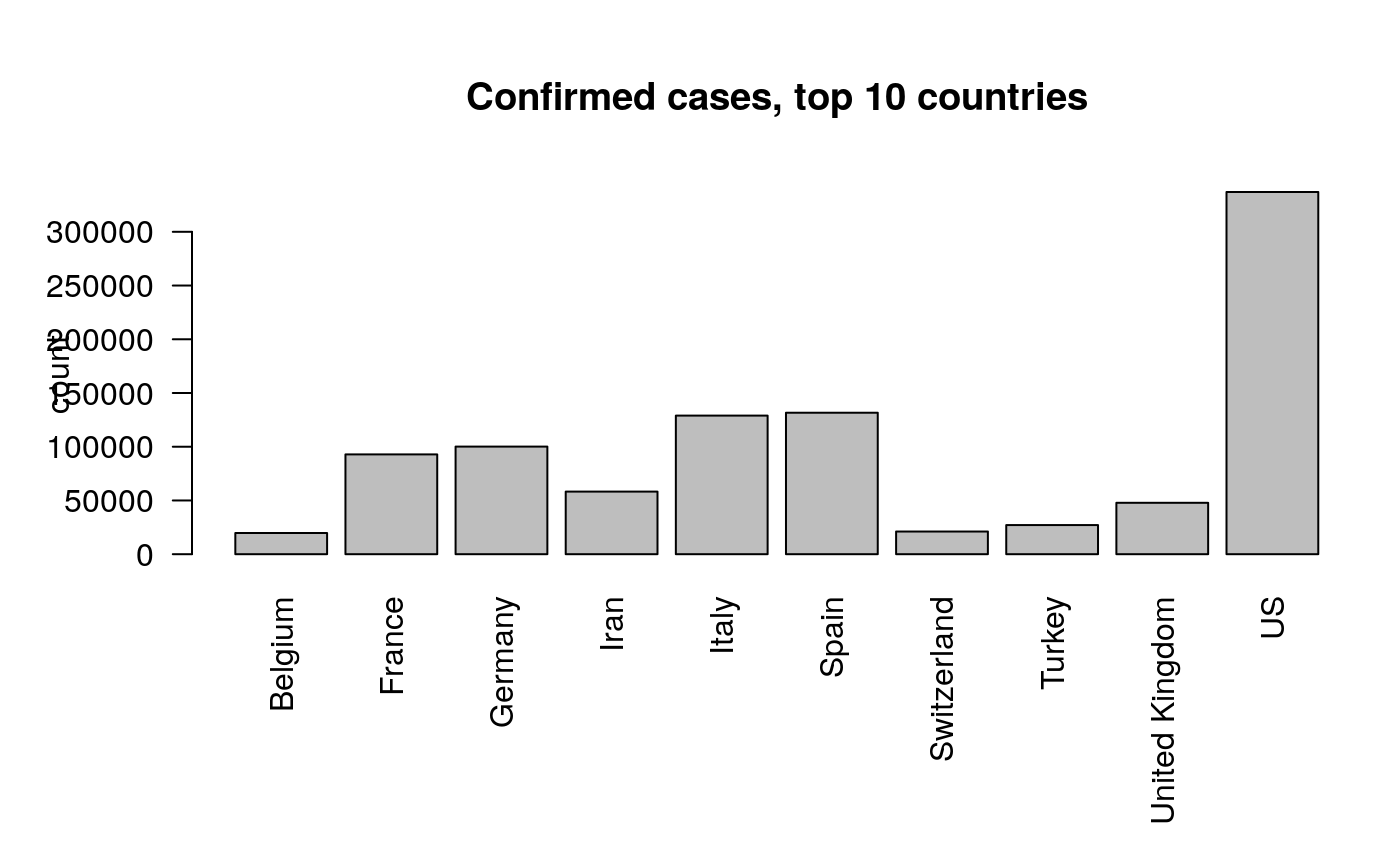 Confirmed cases, top 10 countries
count
300000
250000
200000
150000
100000
50000
0
Belgium
France
Germany
Iran
Italy
Spain
Switzerland
Turkey
United Kingdom
US